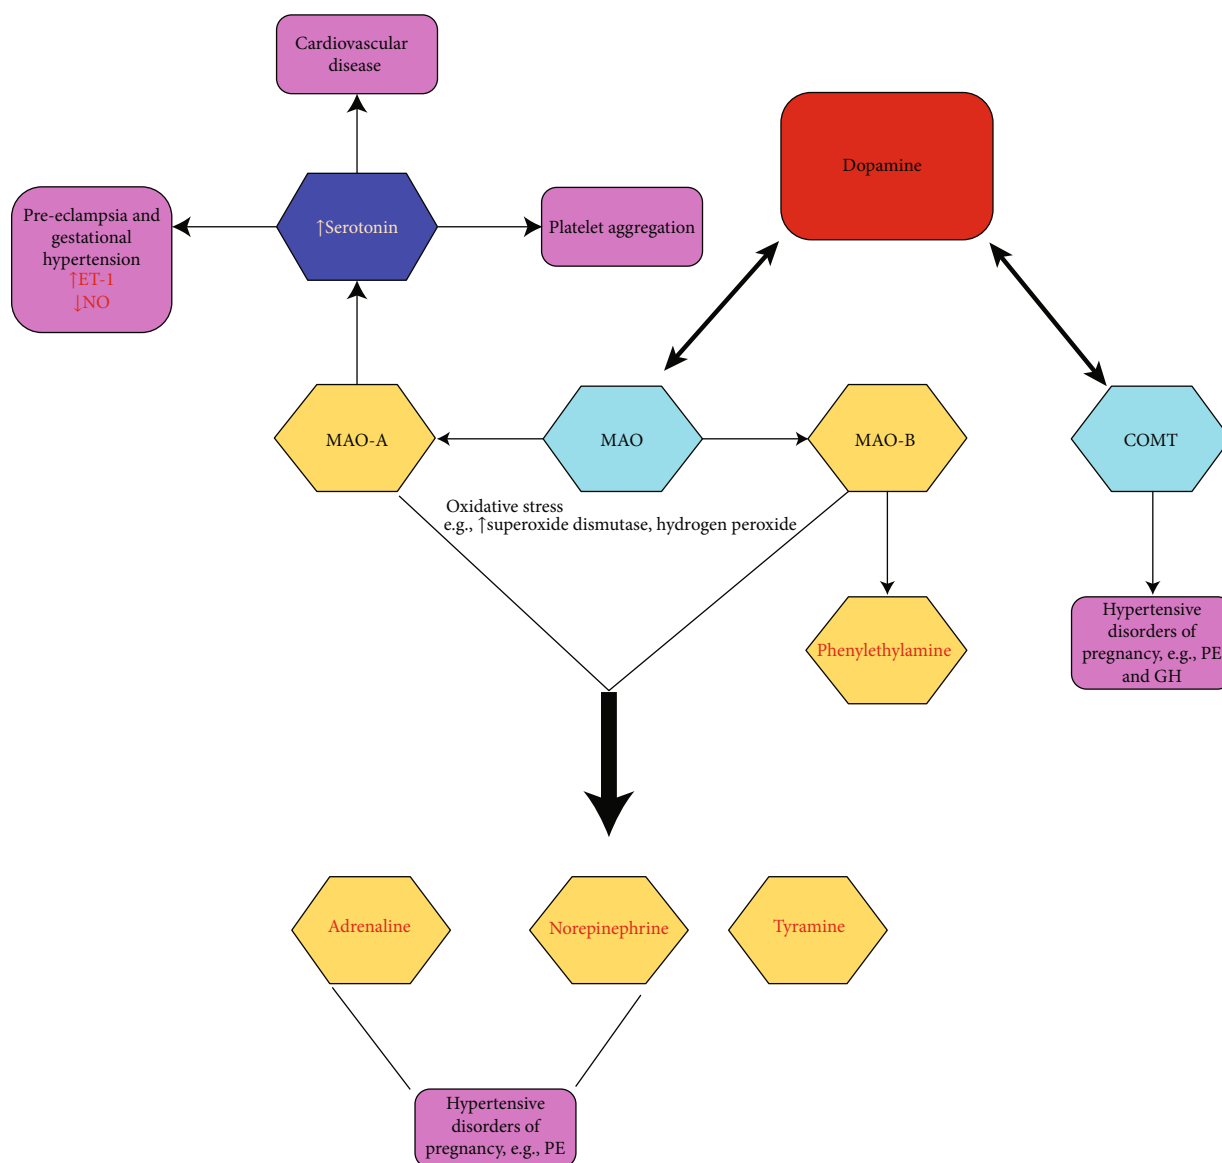 Cardiovascular
disease
Dopamine
Pre-eclampsia and
gestational
hypertension
↑ET-1
↓NO
↑Serotonin
Platelet aggregation
MAO-A
MAO
MAO-B
COMT
Oxidative stress
e.g., ↑superoxide dismutase, hydrogen peroxide
Phenylethylamine
Hypertensive
disorders of
pregnancy, e.g., PE
and GH
Adrenaline
Norepinephrine
Tyramine
Hypertensive
disorders of
pregnancy, e.g., PE